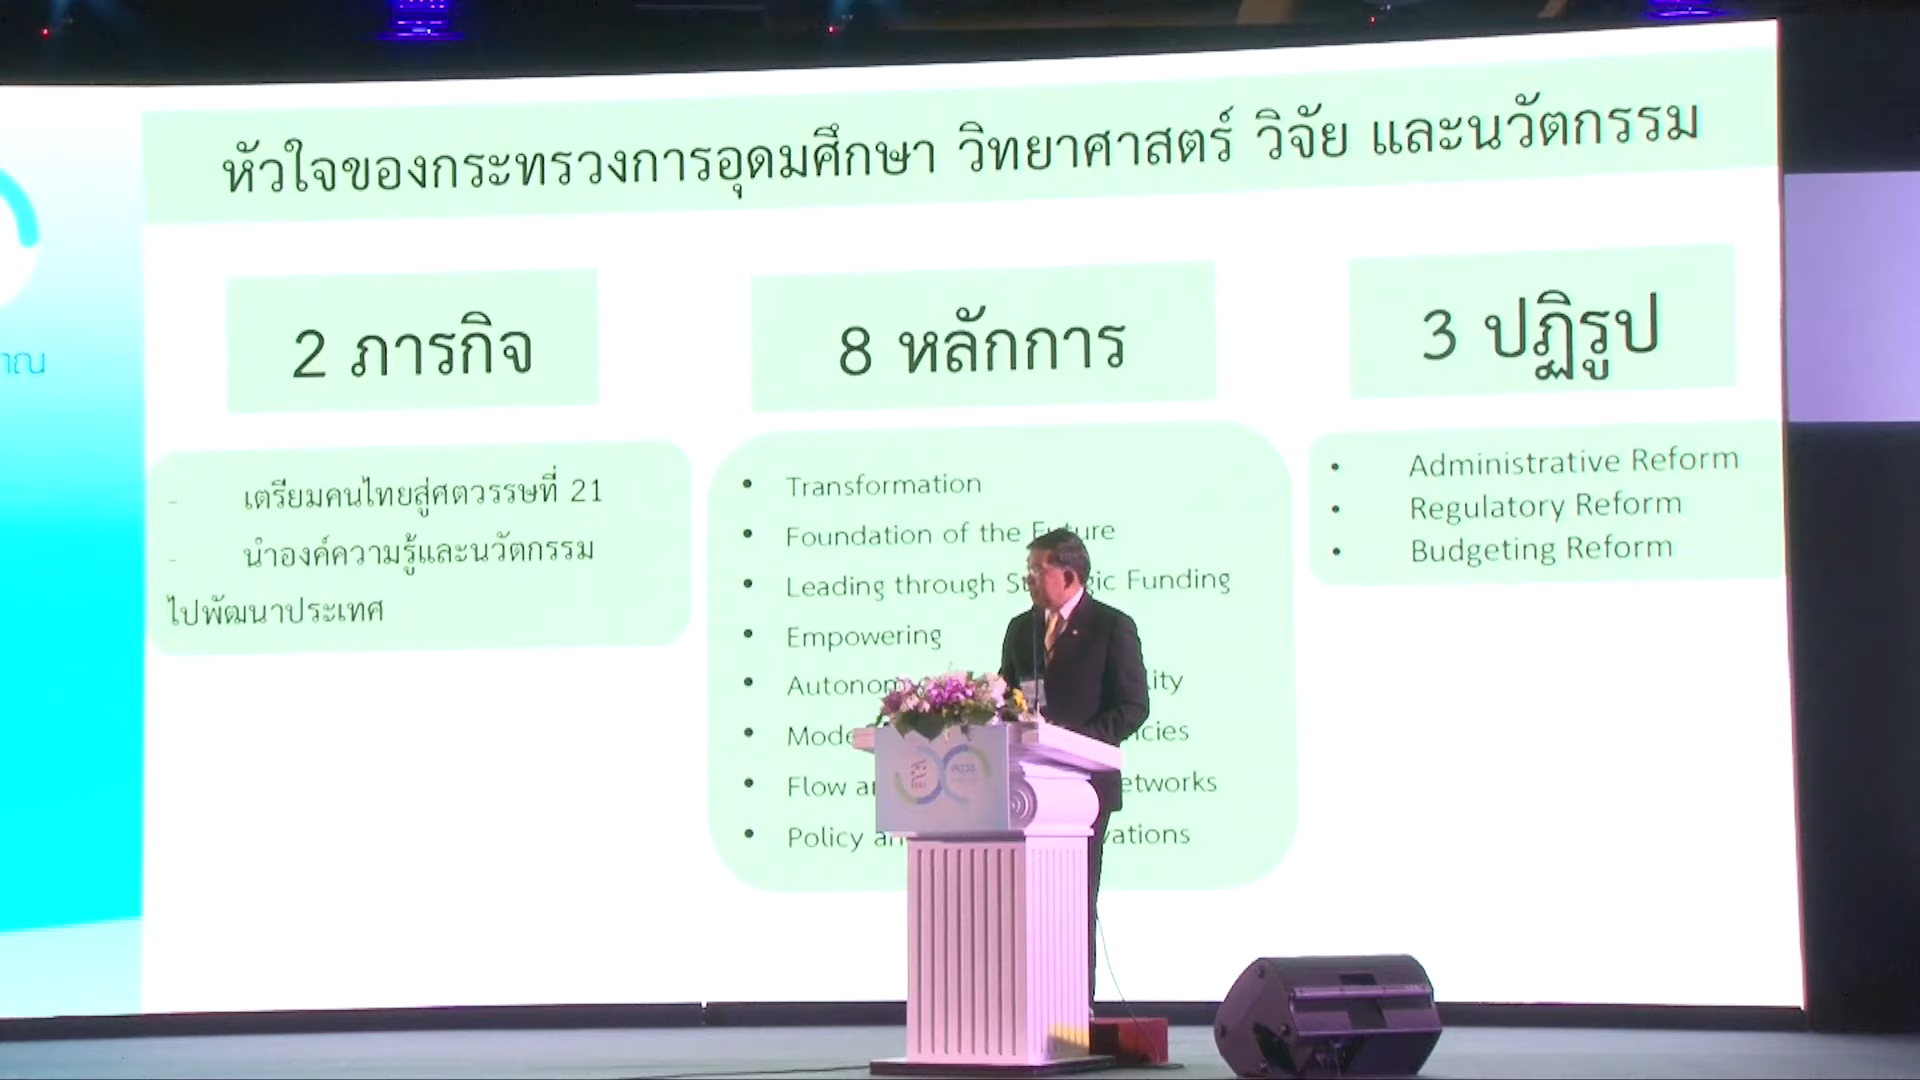 หัวใจของกระทรวงการอุดมศึกษา วิทยาศาสตร์ วิจัย และนวัตกรรม
2 ภารกิจ
- เตรียมคนไทยสู่ศตวรรษที่ 21
- นำองค์ความรู้และนวัตกรรม
ไปพัฒนาประเทศ
8 หลักการ
• Transformation
• Foundation of the
• Leading through Funding
• Empowering
•
•
• Flow
• Policy
3 ปฏิรูป
• Administrative Reform
• Regulatory Reform
• Budgeting Reform